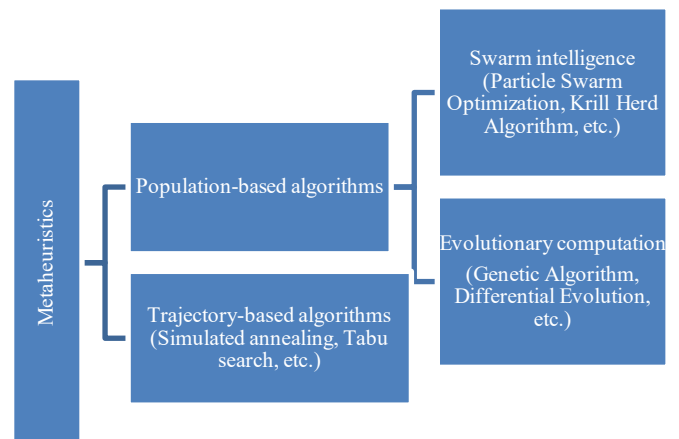 Metaheuristics
Population-based algorithms
Trajectory-based algorithms
(Simulated annealing, Tabu
search, etc.)
Swarm intelligence
(Particle Swarm
Optimization, Krill Herd
Algorithm, etc.)
Evolutionary computation
(Genetic Algorithm,
Differential Evolution,
etc.)